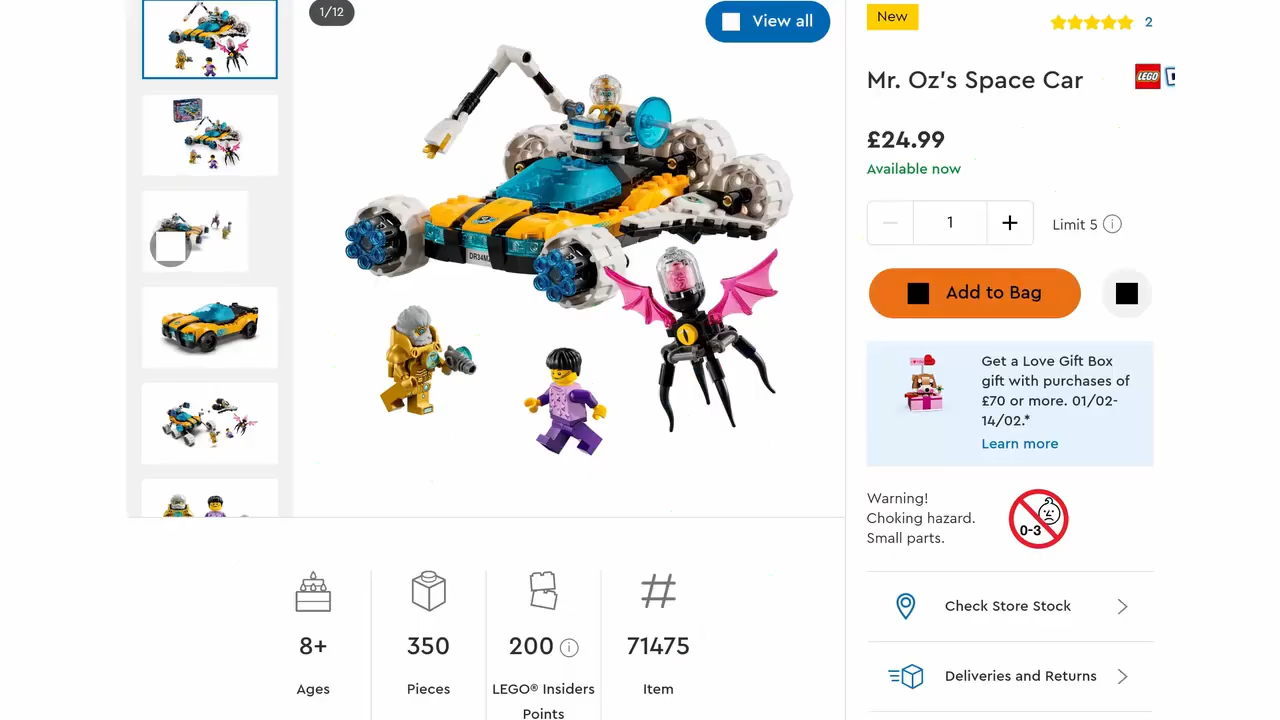 1/12
View all
New
2
Mr. Oz's Space Car
LEGO
£24.99
Available now
1
Limit 5
Add to Bag
Get a Love Gift Box
gift with purchases of
£70 or more. 01/02-
14/02.*
Learn more
Warning!
Choking hazard.
Small parts.
0-3
Check Store Stock
Deliveries and Returns
8+
Ages
350
Pieces
200
LEGO® Insiders
Points
71475
Item